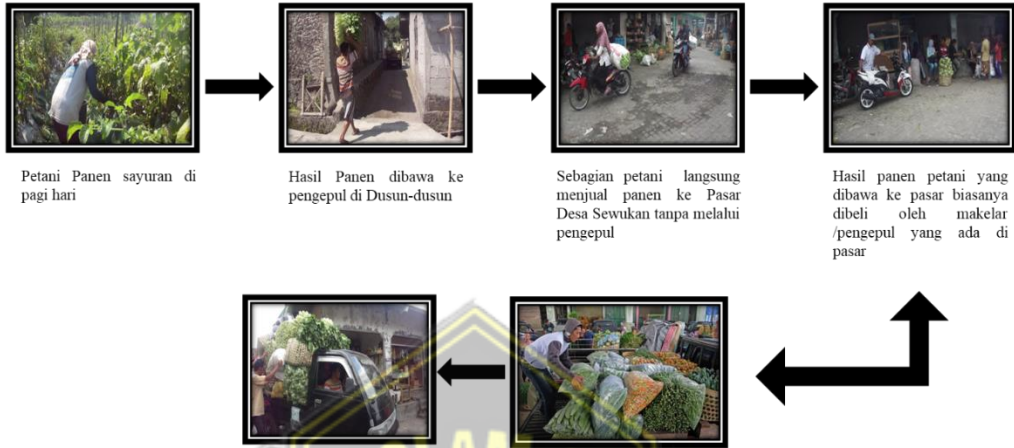 Petani Panen sayuran di
pagi hari
Hasil Panen dibawa ke
pengepul di Dusun-dusun
Sebagian petani langsung
menjual panen ke Pasar
Desa Sewukan tanpa melalui
pengepul
Hasil panen petani yang
dibawa ke pasar biasanya
dibeli oleh makelar
/pengepul yang ada di
pasar